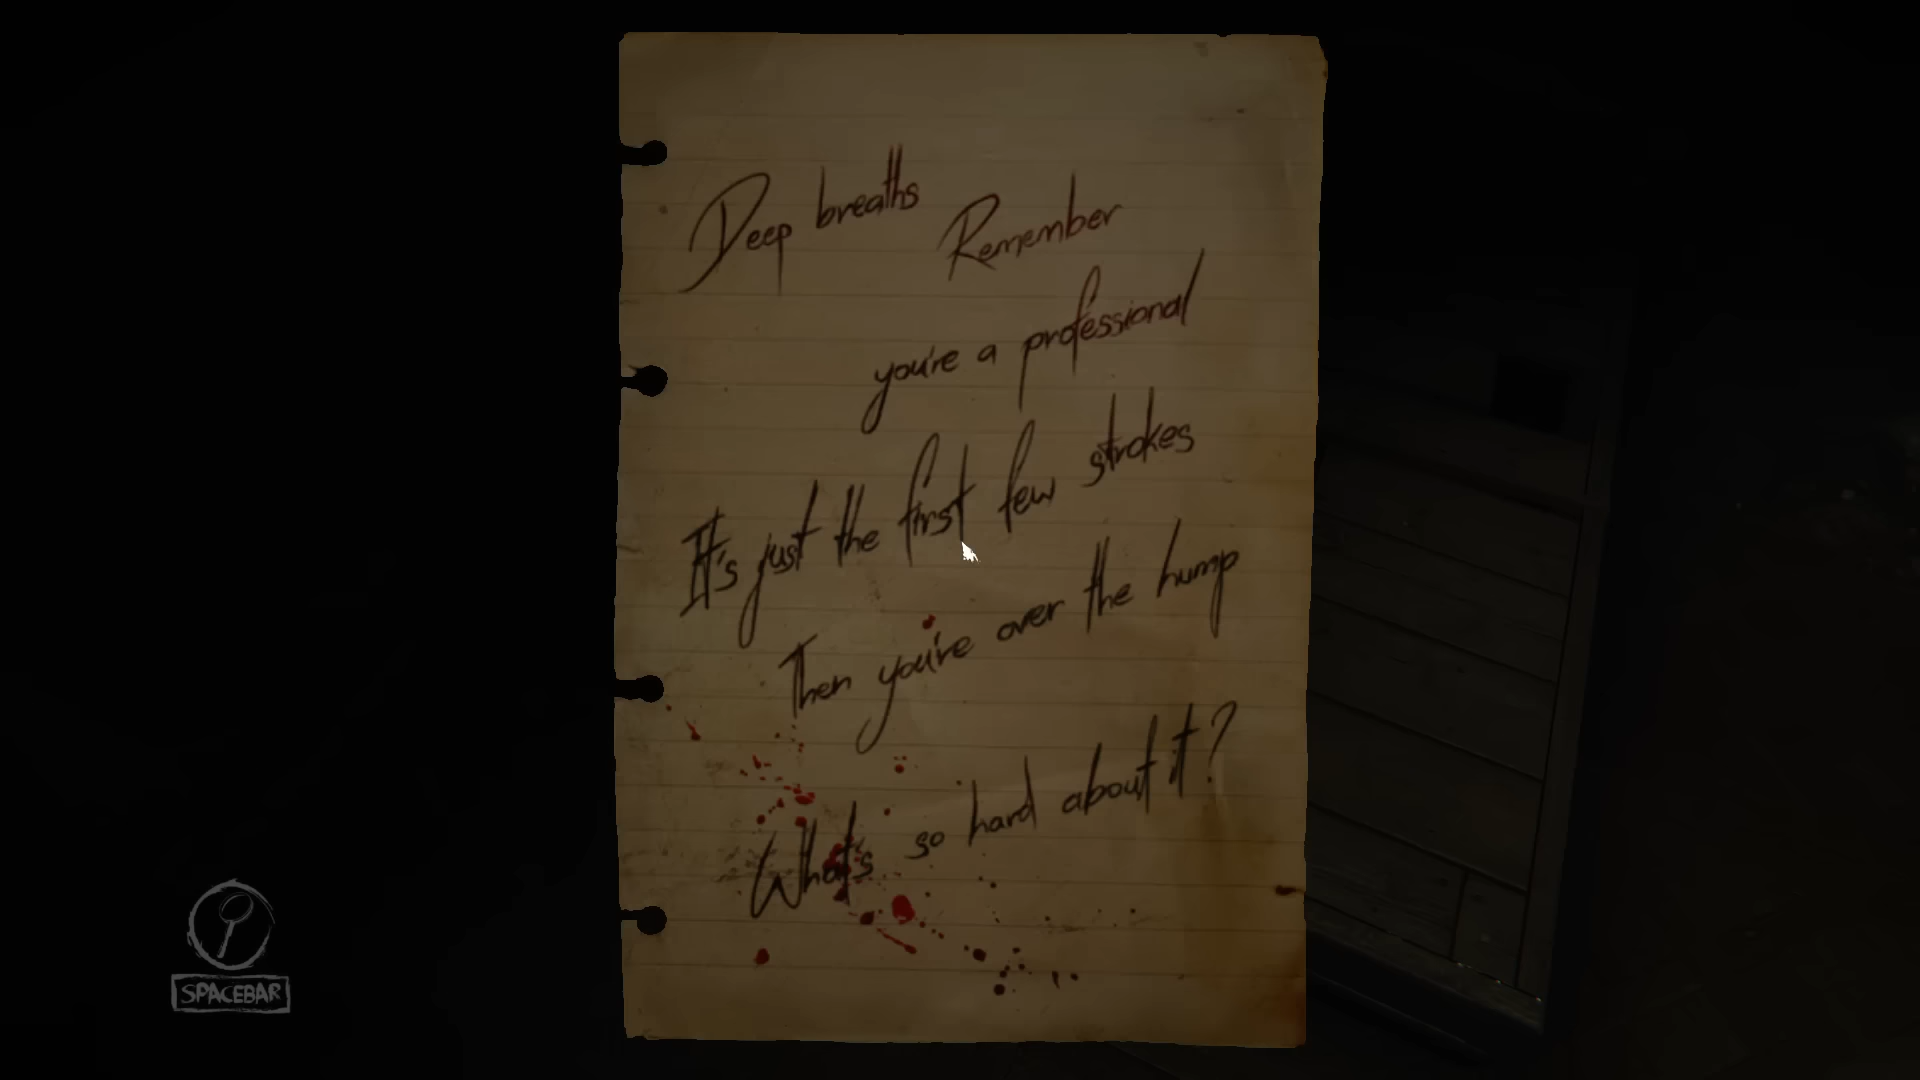 Deep breaths
Remember
you're a professional
It's just the first few strokes
Then you're over the hump
What's so hard about it?
SPACEBAR